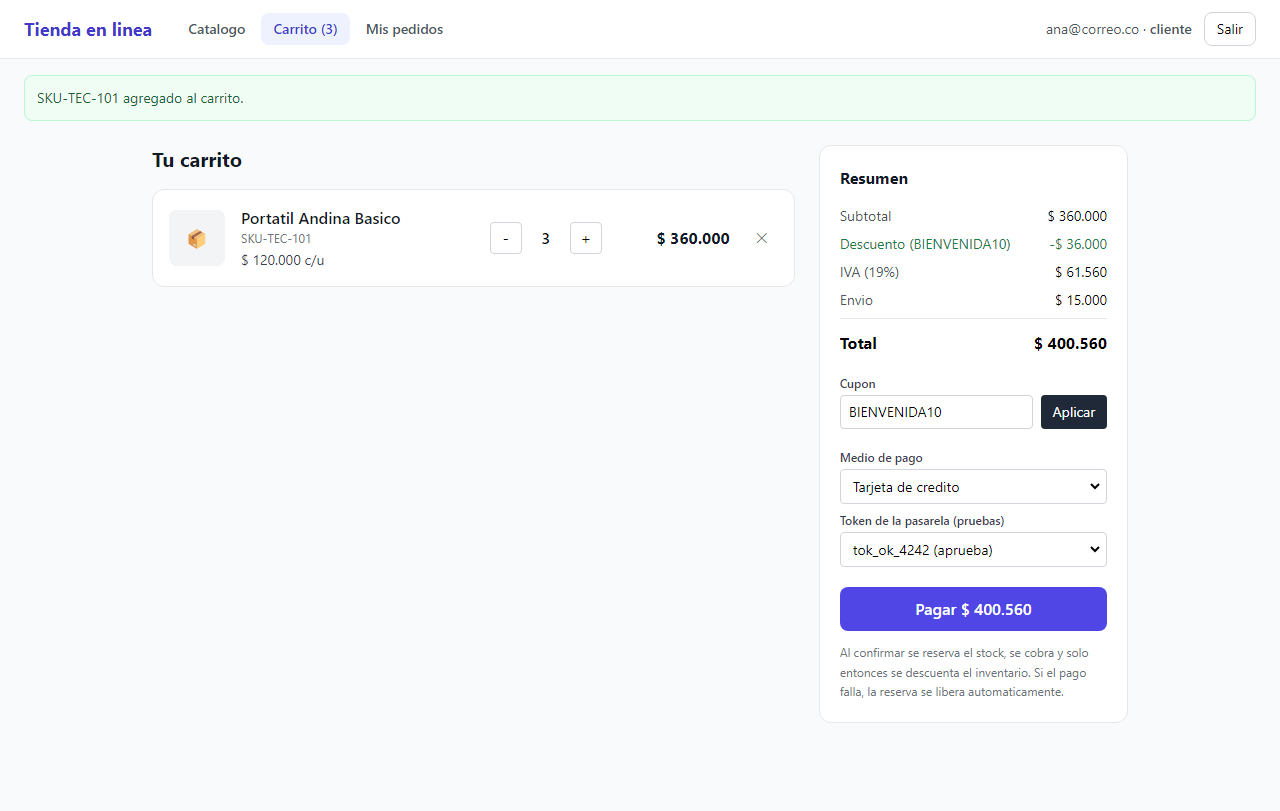 Tienda en linea
Catalogo
Carrito (3)
Mis pedidos
ana@correo.co · cliente
Salir
SKU-TEC-101 agregado al carrito.
Tu carrito
Portatil Andina Basico
SKU-TEC-101
$ 120.000 c/u
-
3
+
$ 360.000
×
Resumen
Subtotal $ 360.000
Descuento (BIENVENIDA10) -$ 36.000
IVA (19%) $ 61.560
Envio $ 15.000
Total $ 400.560
Cupon
BIENVENIDA10
Aplicar
Medio de pago
Tarjeta de credito
Token de la pasarela (pruebas)
tok_ok_4242 (aprueba)
Pagar $ 400.560
Al confirmar se reserva el stock, se cobra y solo
entonces se descuenta el inventario. Si el pago
falla, la reserva se libera automaticamente.